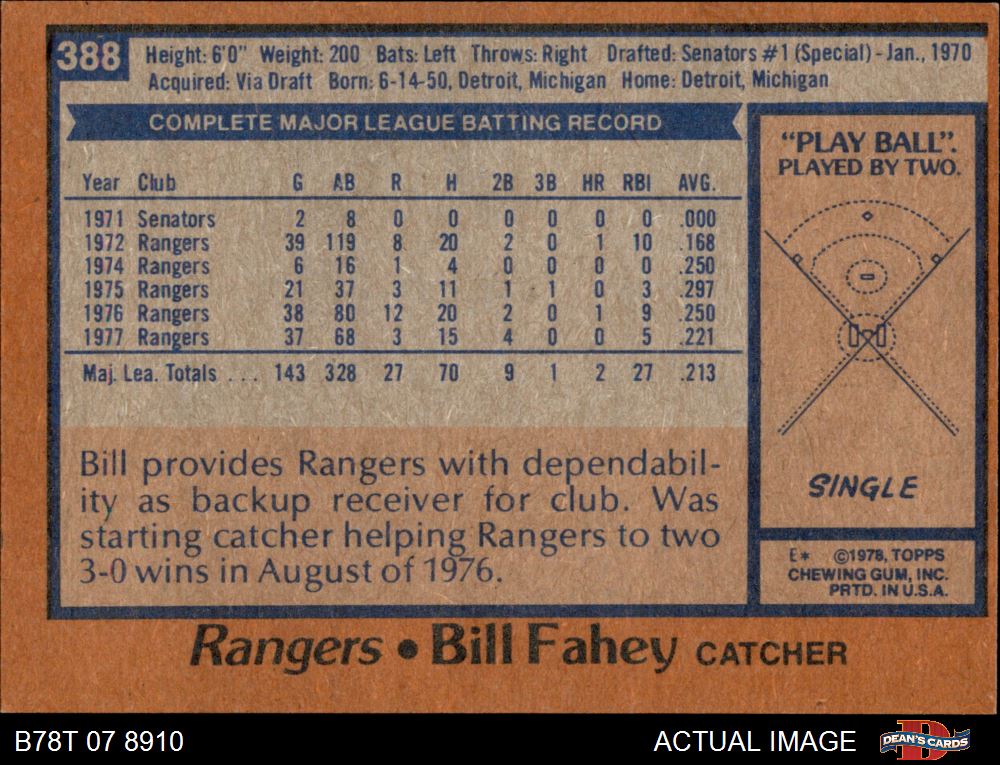 388
Height: 6'0" Weight: 200 Bats: Left Throws: Right Drafted: Senators #1 (Special) - Jan., 1970
Acquired: Via Draft Born: 6-14-50, Detroit, Michigan Home: Detroit, Michigan
COMPLETE MAJOR LEAGUE BATTING RECORD
Year Club G AB R H 2B 3B HR RBI AVG.
1971 Senators 2 8 0 0 0 0 0 0 .000
1972 Rangers 39 119 8 20 2 0 1 10 .168
1974 Rangers 6 16 1 4 0 0 0 0 .250
1975 Rangers 21 37 3 11 1 1 0 3 .297
1976 Rangers 38 80 12 20 2 0 1 9 .250
1977 Rangers 37 68 3 15 4 0 0 5 .221
Maj. Lea. Totals ... 143 328 27 70 9 1 2 27 .213
Bill provides Rangers with dependabil-
ity as backup receiver for club. Was
starting catcher helping Rangers to two
3-0 wins in August of 1976.
"PLAY BALL".
PLAYED BY TWO.
SINGLE
E* ©1978, TOPPS
CHEWING GUM, INC.
PRTD. IN U.S.A.
Rangers • Bill Fahey CATCHER
B78T 07 8910
ACTUAL IMAGE
DEAN'S CARDS